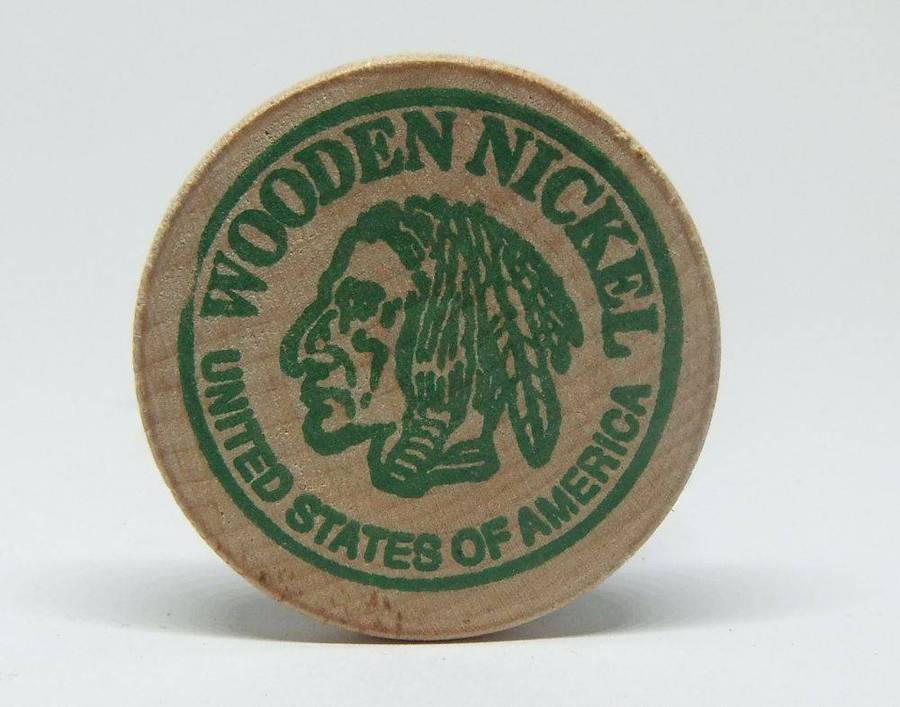 WOODEN NICKEL
UNITED STATES OF AMERICA